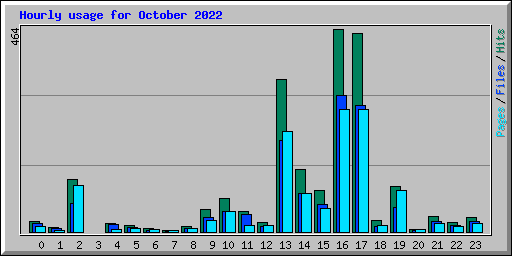 Hourly usage for October 2022
464
Pages/Files/Hits
0 1 2 3 4 5 6 7 8 9 10 11 12 13 14 15 16 17 18 19 20 21 22 23